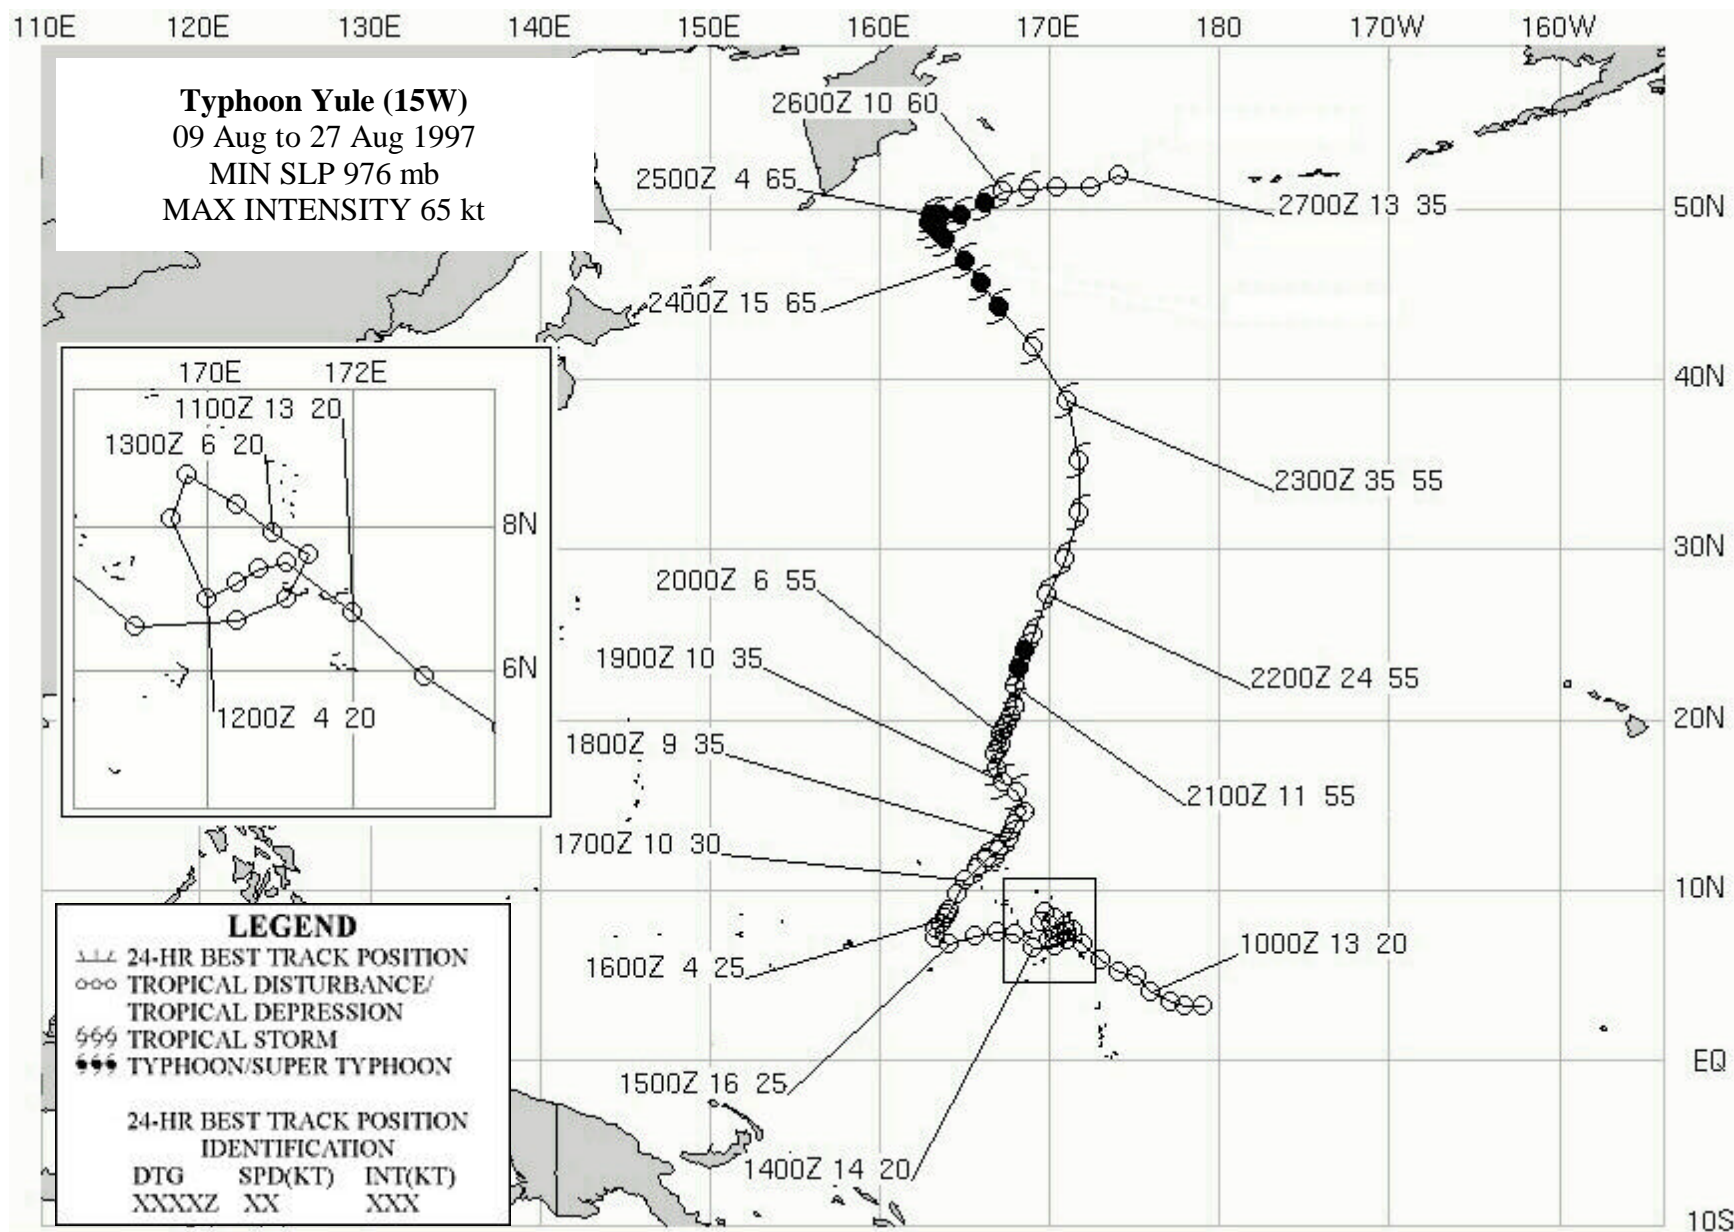 110E 120E 130E 140E 150E 160E 170E 180 170W 160W
Typhoon Yule (15W)
09 Aug to 27 Aug 1997
MIN SLP 976 mb
MAX INTENSITY 65 kt
2600Z 10 60
2500Z 4 65
2700Z 13 35
50N
2400Z 15 65
40N
170E 172E
1100Z 13 20
1300Z 6 20
8N
6N
1200Z 4 20
2300Z 35 55
30N
2000Z 6 55
1900Z 10 35
2200Z 24 55
20N
1800Z 9 35
2100Z 11 55
1700Z 10 30
10N
1000Z 13 20
1600Z 4 25
EQ
1500Z 16 25
1400Z 14 20
10S
LEGEND
24-HR BEST TRACK POSITION
TROPICAL DISTURBANCE/
TROPICAL DEPRESSION
TROPICAL STORM
TYPHOON/SUPER TYPHOON
24-HR BEST TRACK POSITION
IDENTIFICATION
DTG SPD(KT) INT(KT)
XXXXZ XX XXX